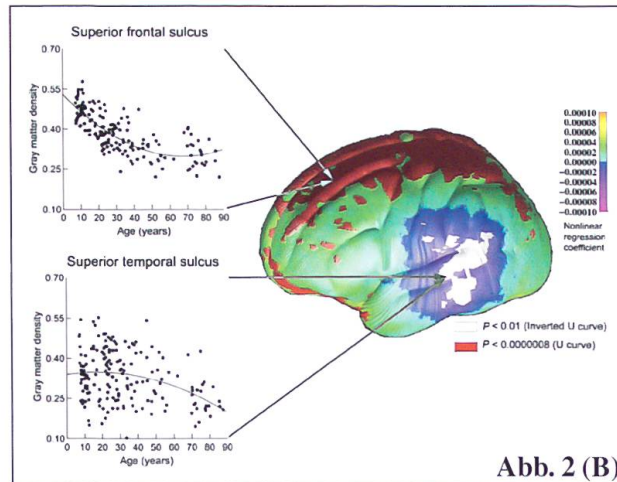 Superior frontal sulcus
0.70
0.55
0.40
0.25
0.10
Gray matter density
0 10 20 30 40 50 60 70 80 90
Age (years)
Superior temporal sulcus
0.70
0.55
0.40
0.25
0.10
Gray matter density
0 10 20 30 40 50 60 70 80 90
Age (years)
0.00010
0.00008
0.00006
0.00004
0.00002
0.00000
−0.00002
−0.00004
−0.00006
−0.00008
−0.00010
Nonlinear
regression
coefficient
P < 0.01 (Inverted U curve)
P < 0.0000008 (U curve)
Abb. 2 (B)